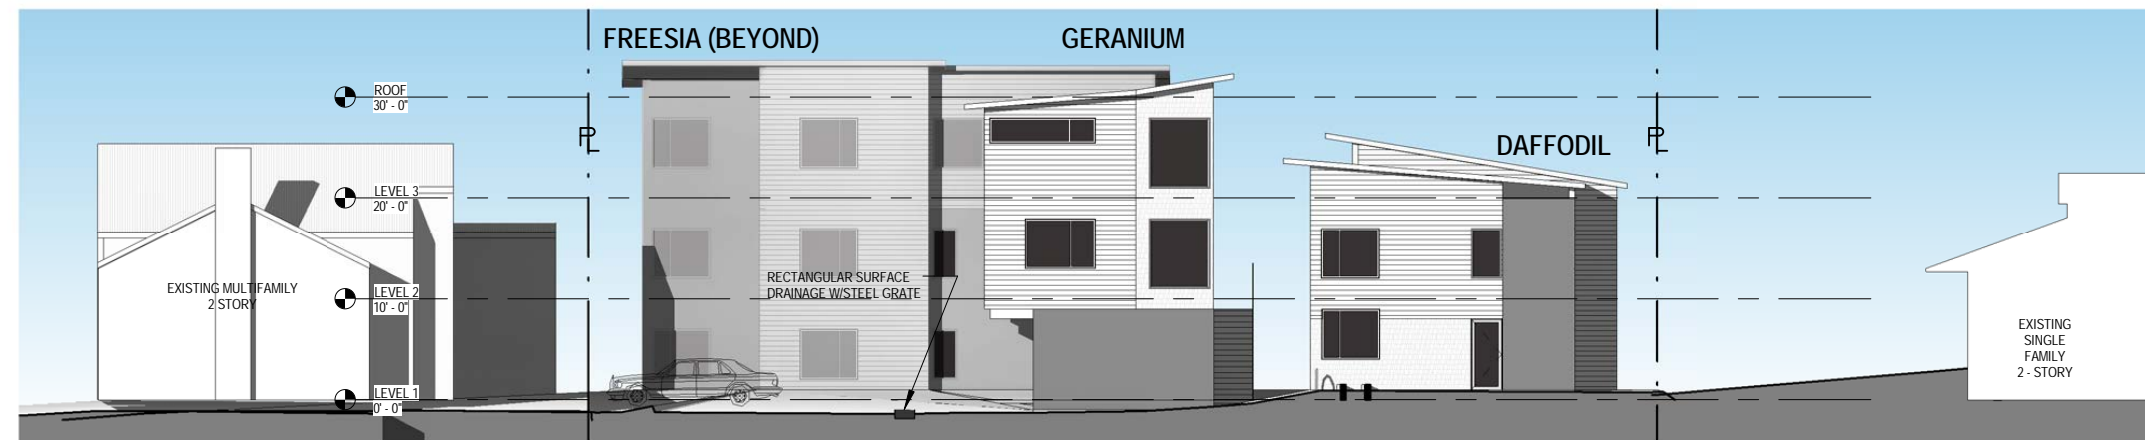 FREESIA (BEYOND)
GERANIUM
DAFFODIL
ROOF
30' - 0"
PL
PL
LEVEL 3
20' - 0"
EXISTING MULTIFAMILY
2 STORY
LEVEL 2
10' - 0"
RECTANGULAR SURFACE
DRAINAGE W/STEEL GRATE
LEVEL 1
0' - 0"
EXISTING
SINGLE
FAMILY
2 - STORY